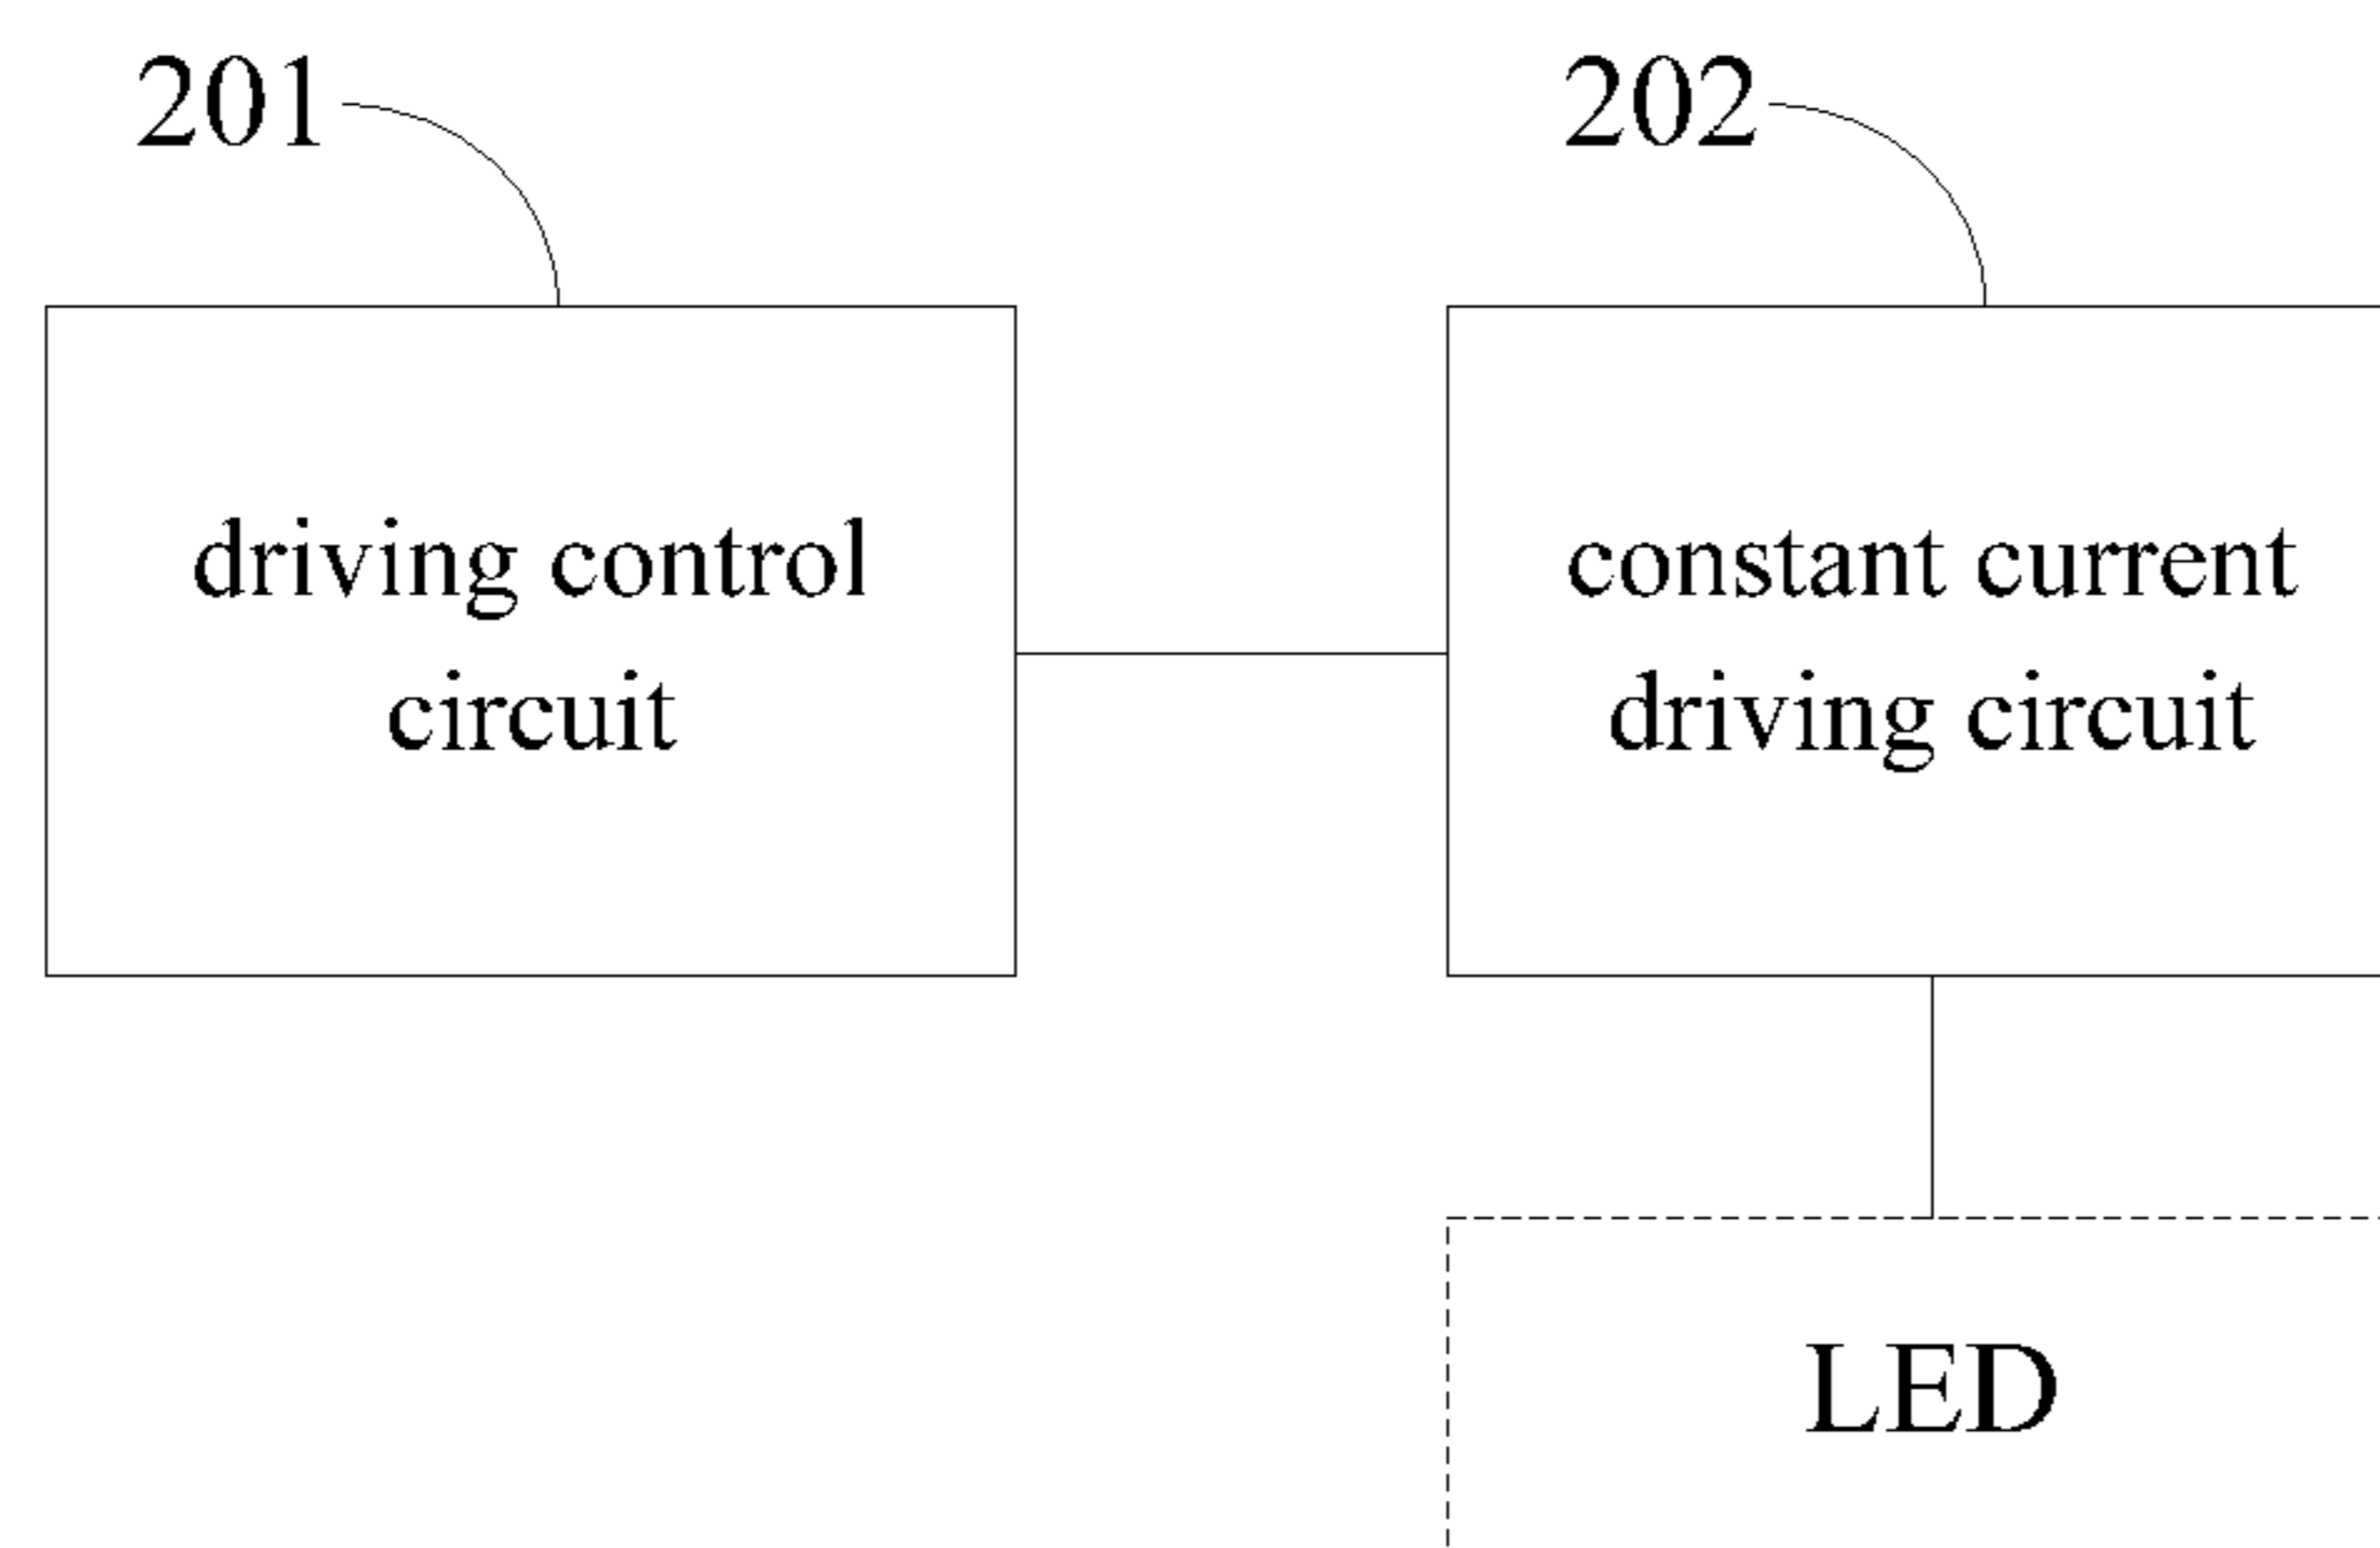 201
202
driving control
circuit
constant current
driving circuit
LED